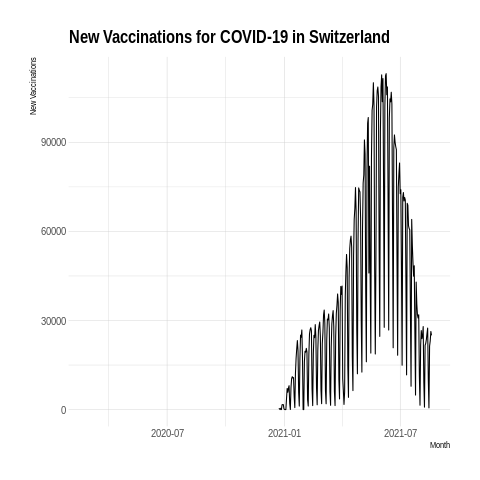 New Vaccinations for COVID-19 in Switzerland
New Vaccinations
90000
60000
30000
0
2020-07 2021-01 2021-07
Month